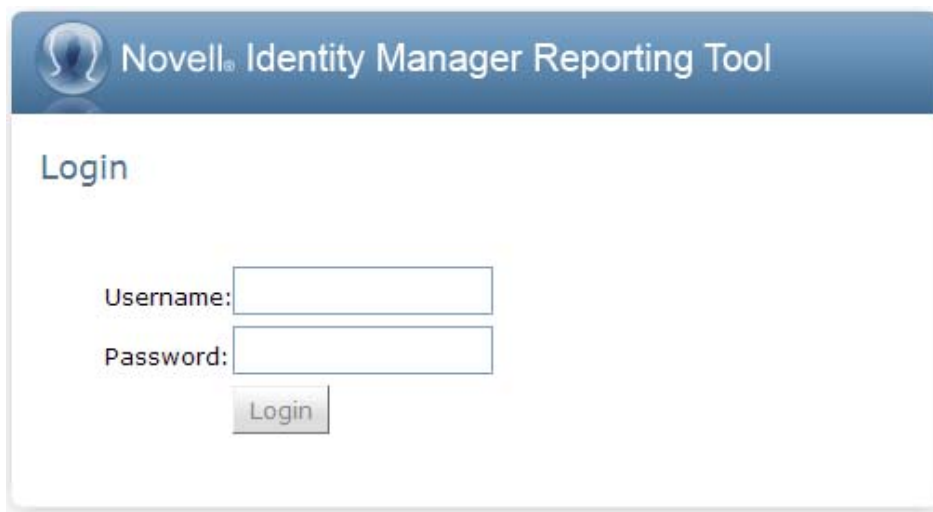 Novell® Identity Manager Reporting Tool
Login
Username:
Password:
Login